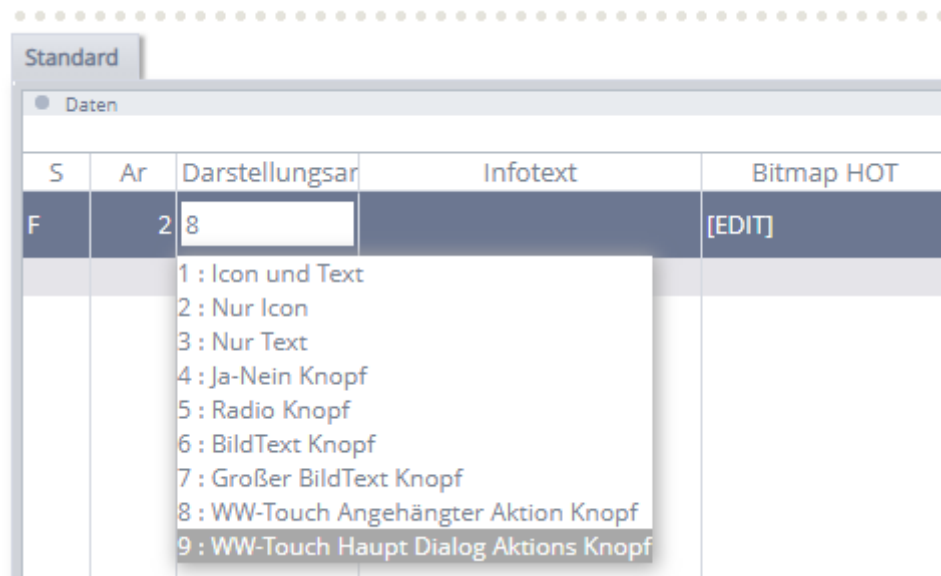 Standard
Daten
S Ar Darstellungsar Infotext Bitmap HOT
F 2 8 [EDIT]
1 : Icon und Text
2 : Nur Icon
3 : Nur Text
4 : Ja-Nein Knopf
5 : Radio Knopf
6 : BildText Knopf
7 : Großer BildText Knopf
8 : WW-Touch Angehängter Aktion Knopf
9 : WW-Touch Haupt Dialog Aktions Knopf